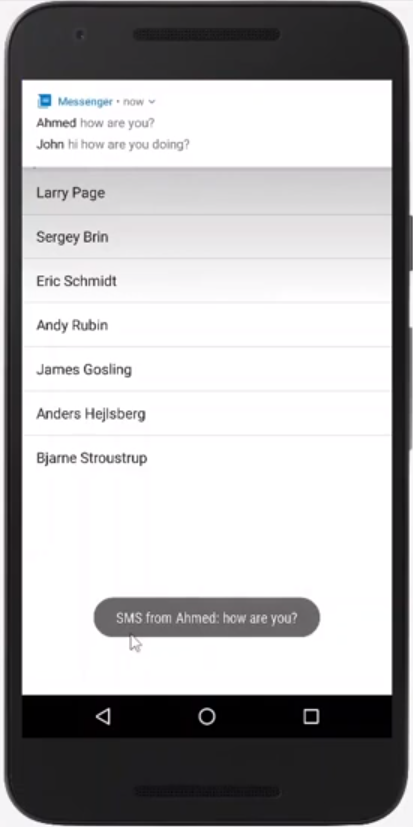 Messenger • now
Ahmed how are you?
John hi how are you doing?
Larry Page
Sergey Brin
Eric Schmidt
Andy Rubin
James Gosling
Anders Hejlsberg
Bjarne Stroustrup
SMS from Ahmed: how are you?